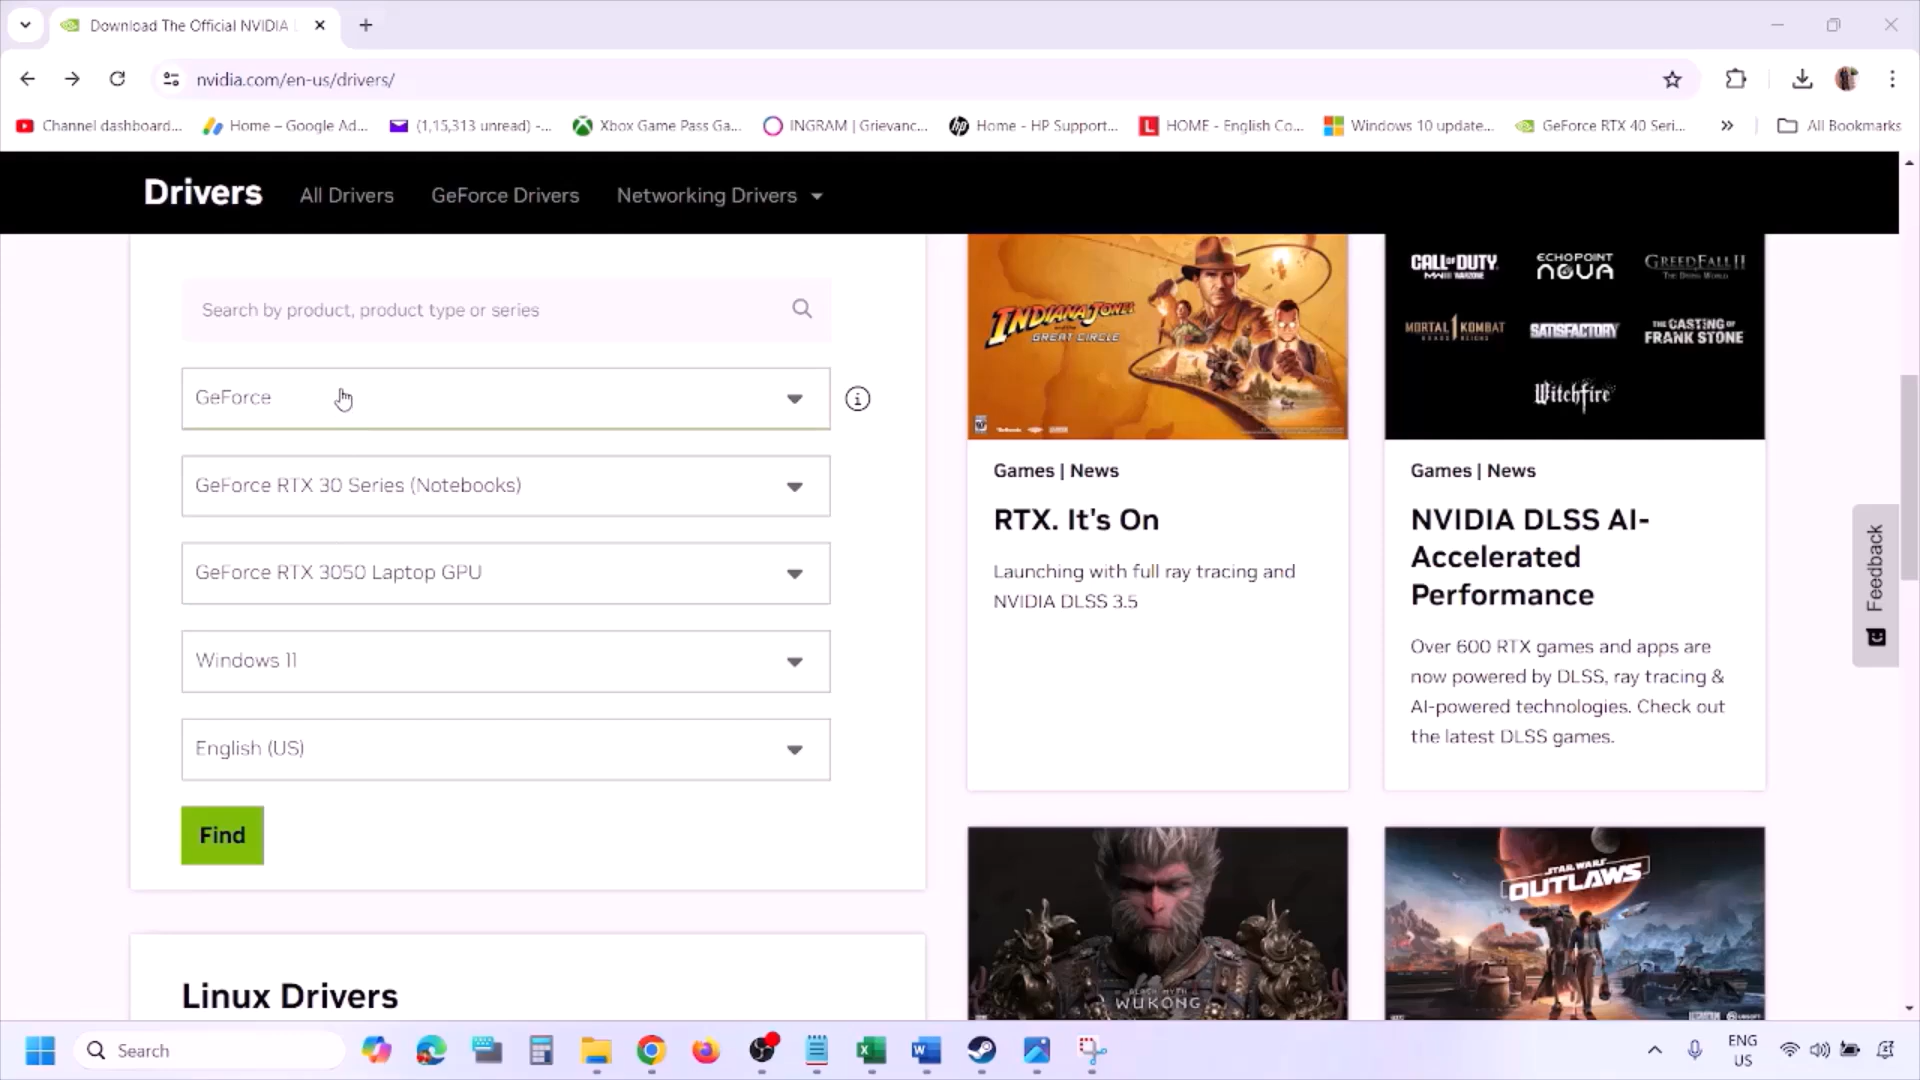 Download The Official NVIDIA
nvidia.com/en-us/drivers/
Channel dashboard...
Home – Google Ad...
(1,15,313 unread) -...
Xbox Game Pass Ga...
INGRAM | Grievanc...
Home - HP Support...
HOME - English Co...
Windows 10 update...
GeForce RTX 40 Seri...
All Bookmarks
Drivers
All Drivers
GeForce Drivers
Networking Drivers
Search by product, product type or series
GeForce
GeForce RTX 30 Series (Notebooks)
GeForce RTX 3050 Laptop GPU
Windows 11
English (US)
Find
Linux Drivers
INDIANA JONES
GREAT CIRCLE
Games | News
RTX. It's On
Launching with full ray tracing and
NVIDIA DLSS 3.5
CALL OF DUTY
ECHOPOINT
NOVA
GREEDFALL II
THE DYING WORLD
MORTAL KOMBAT 1
SATISFACTORY
THE CASTING OF
FRANK STONE
Witchfire
Games | News
NVIDIA DLSS AI-
Accelerated
Performance
Over 600 RTX games and apps are
now powered by DLSS, ray tracing &
AI-powered technologies. Check out
the latest DLSS games.
BLACK MYTH
WUKONG
STAR WARS
OUTLAWS
Feedback
Search
ENG
US